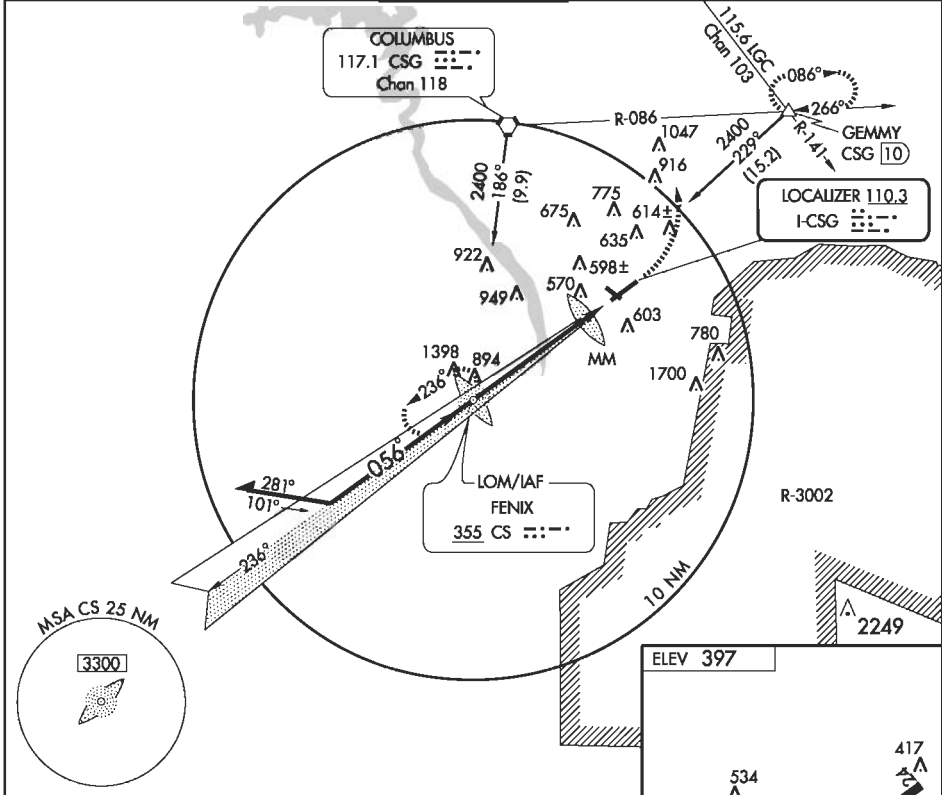 COLUMBUS
117.1 CSG
Chan 118
115.6 LGC
Chan 103
086°
266°
R-086
R-141
GEMMY
CSG 10
2400
229°
(15.2)
1047
916
LOCALIZER 110.3
I-CSG
2400
186°
(9.9)
775
675
614±
635
922
598±
949
570
603
MM
780
1700
1398
894
236°
056°
LOM/IAF
FENIX
355 CS
281°
101°
236°
R-3002
10 NM
MSA CS 25 NM
3300
2249
ELEV 397
417
24
534